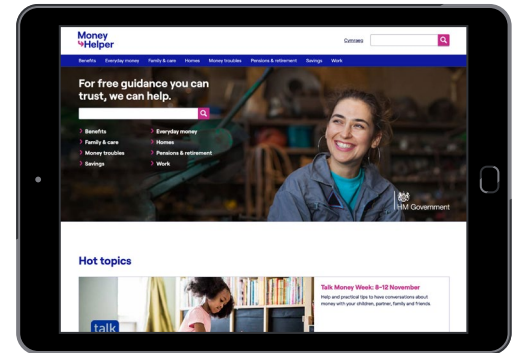 Money
Helper
Cymraeg
Benefits Everyday money Family & care Homes Money troubles Pensions & retirement Savings Work
For free guidance you can
trust, we can help.
Benefits
Everyday money
Family & care
Homes
Money troubles
Pensions & retirement
Savings
Work
HM Government
Hot topics
talk
Talk Money Week: 8–12 November
Help and practical tips to have conversations about
money with your children, partner, family and friends.